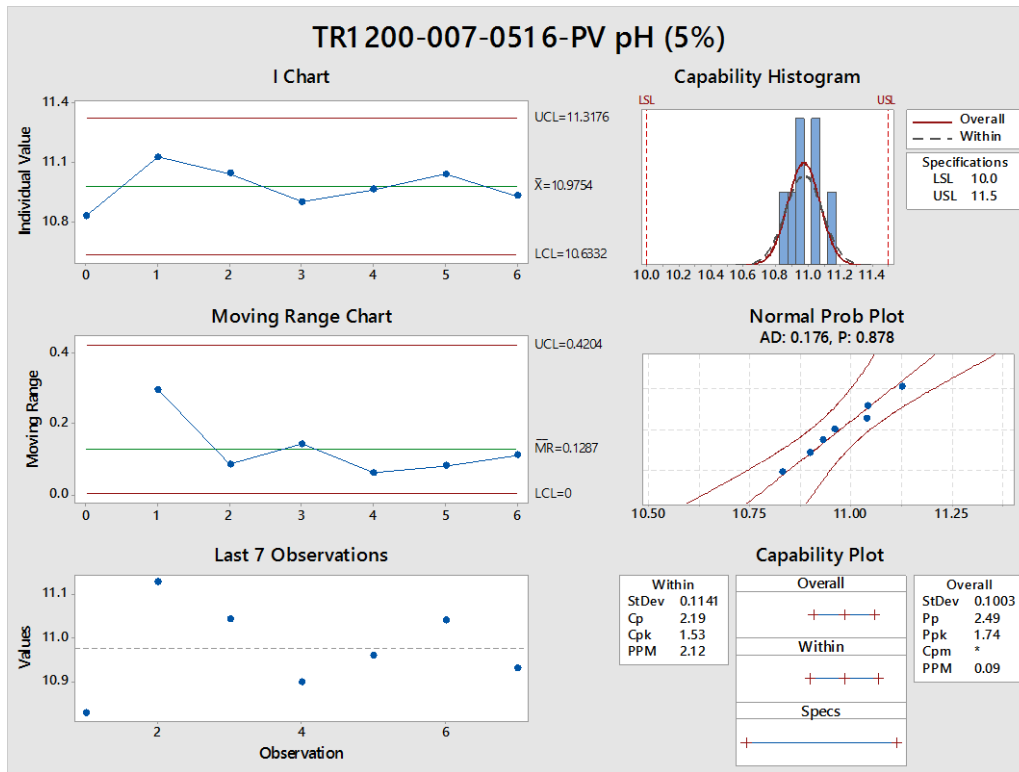 TR1200-007-0516-PV pH (5%)
I Chart
Individual Value
11.4
11.1
10.8
UCL=11.3176
X̄=10.9754
LCL=10.6332
0 1 2 3 4 5 6
Capability Histogram
LSL USL
10.0 10.2 10.4 10.6 10.8 11.0 11.2 11.4
Overall
Within
Specifications
LSL 10.0
USL 11.5
Moving Range Chart
Moving Range
0.4
0.2
0.0
UCL=0.4204
M̅R̅=0.1287
LCL=0
0 1 2 3 4 5 6
Normal Prob Plot
AD: 0.176, P: 0.878
10.50 10.75 11.00 11.25
Last 7 Observations
Values
11.1
11.0
10.9
2 4 6
Observation
Capability Plot
Within
StDev 0.1141
Cp 2.19
Cpk 1.53
PPM 2.12
Overall
Within
Specs
Overall
StDev 0.1003
Pp 2.49
Ppk 1.74
Cpm *
PPM 0.09